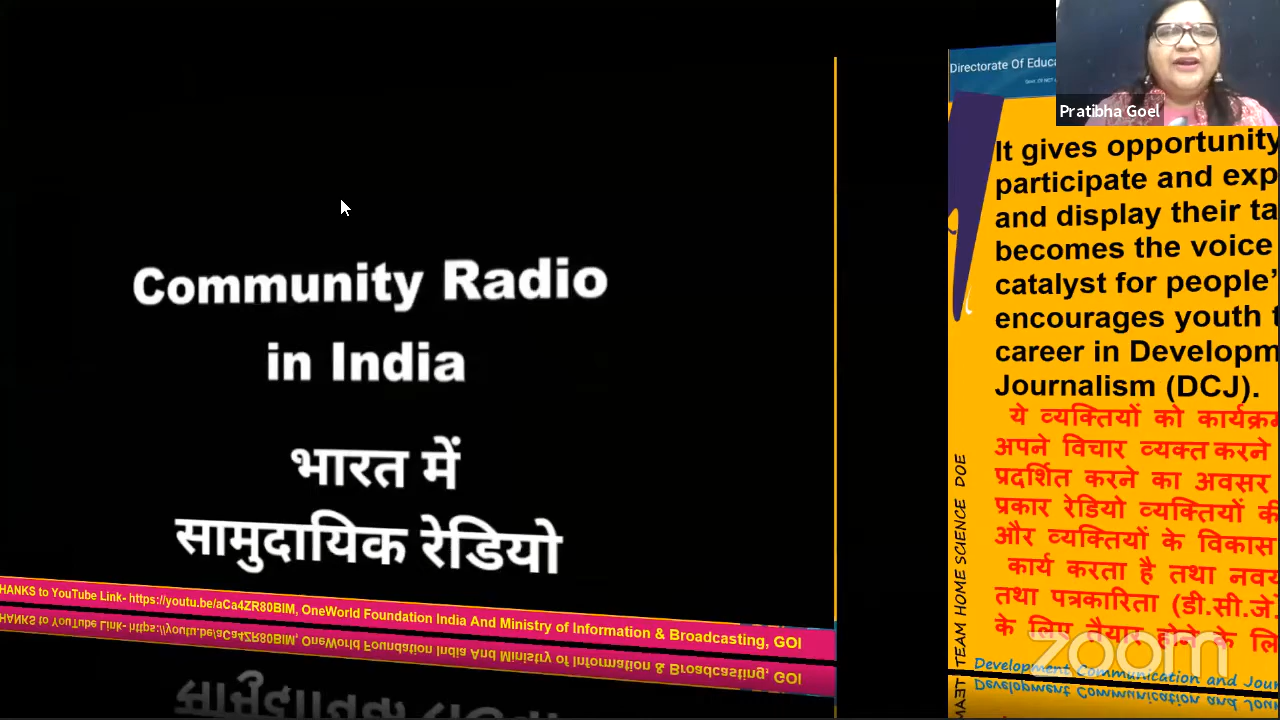 Community Radio
in India
भारत में
सामुदायिक रेडियो
HANKS to YouTube Link- https://youtu.be/aCa4ZR80BIM, OneWorld Foundation India And Ministry of Information & Broadcasting, GOI
Directorate Of Educa
Pratibha Goel
It gives opportunity
participate and exp
and display their ta
becomes the voice
catalyst for people’
encourages youth t
career in Developm
Journalism (DCJ).
ये व्यक्तियों को कार्यक्रम
अपने विचार व्यक्त करने
प्रदर्शित करने का अवसर
प्रकार रेडियो व्यक्तियों की
और व्यक्तियों के विकास
कार्य करता है तथा नवयु
तथा पत्रकारिता (डी.सी.जे
के लिए तैयार होने के लि
TEAM HOME SCIENCE DOE
Development Communication and Jour
zoom